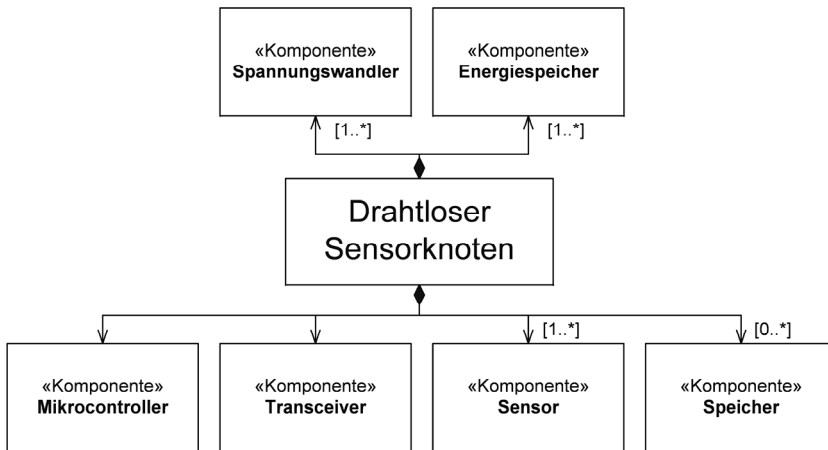 «Komponente»
Spannungswandler
«Komponente»
Energiespeicher
[1..*]
[1..*]
Drahtloser
Sensorknoten
[1..*]
[0..*]
«Komponente»
Mikrocontroller
«Komponente»
Transceiver
«Komponente»
Sensor
«Komponente»
Speicher